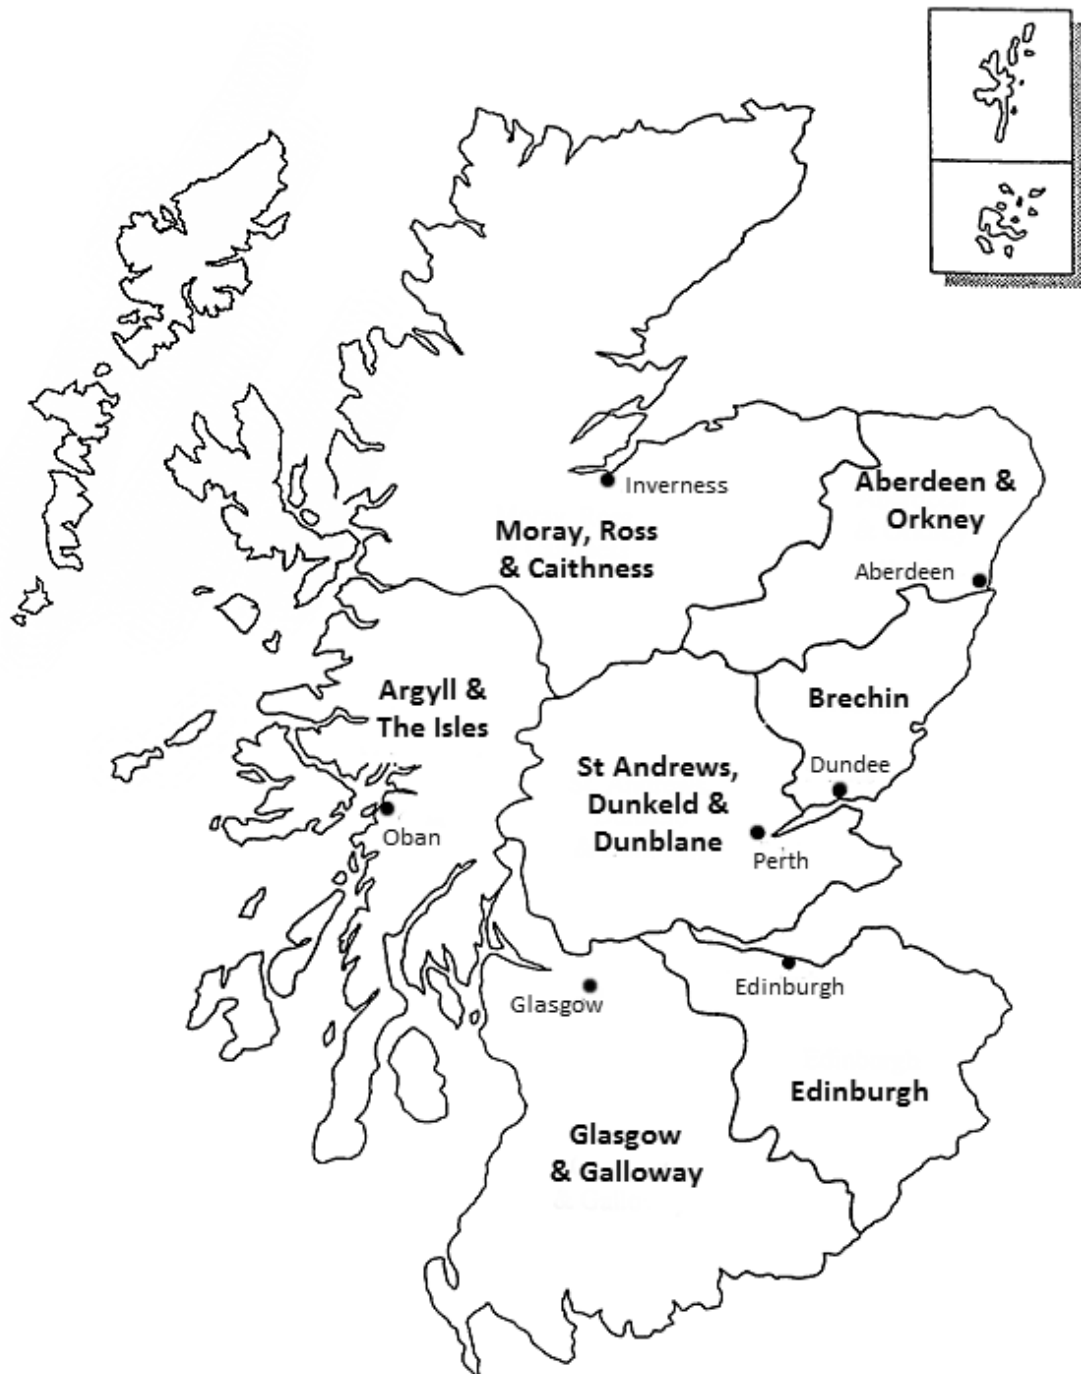 Inverness
Moray, Ross
& Caithness
Aberdeen &
Orkney
Aberdeen
Argyll &
The Isles
Brechin
St Andrews,
Dunkeld &
Dunblane
Dundee
Oban
Perth
Glasgow
Edinburgh
Edinburgh
Glasgow
& Galloway